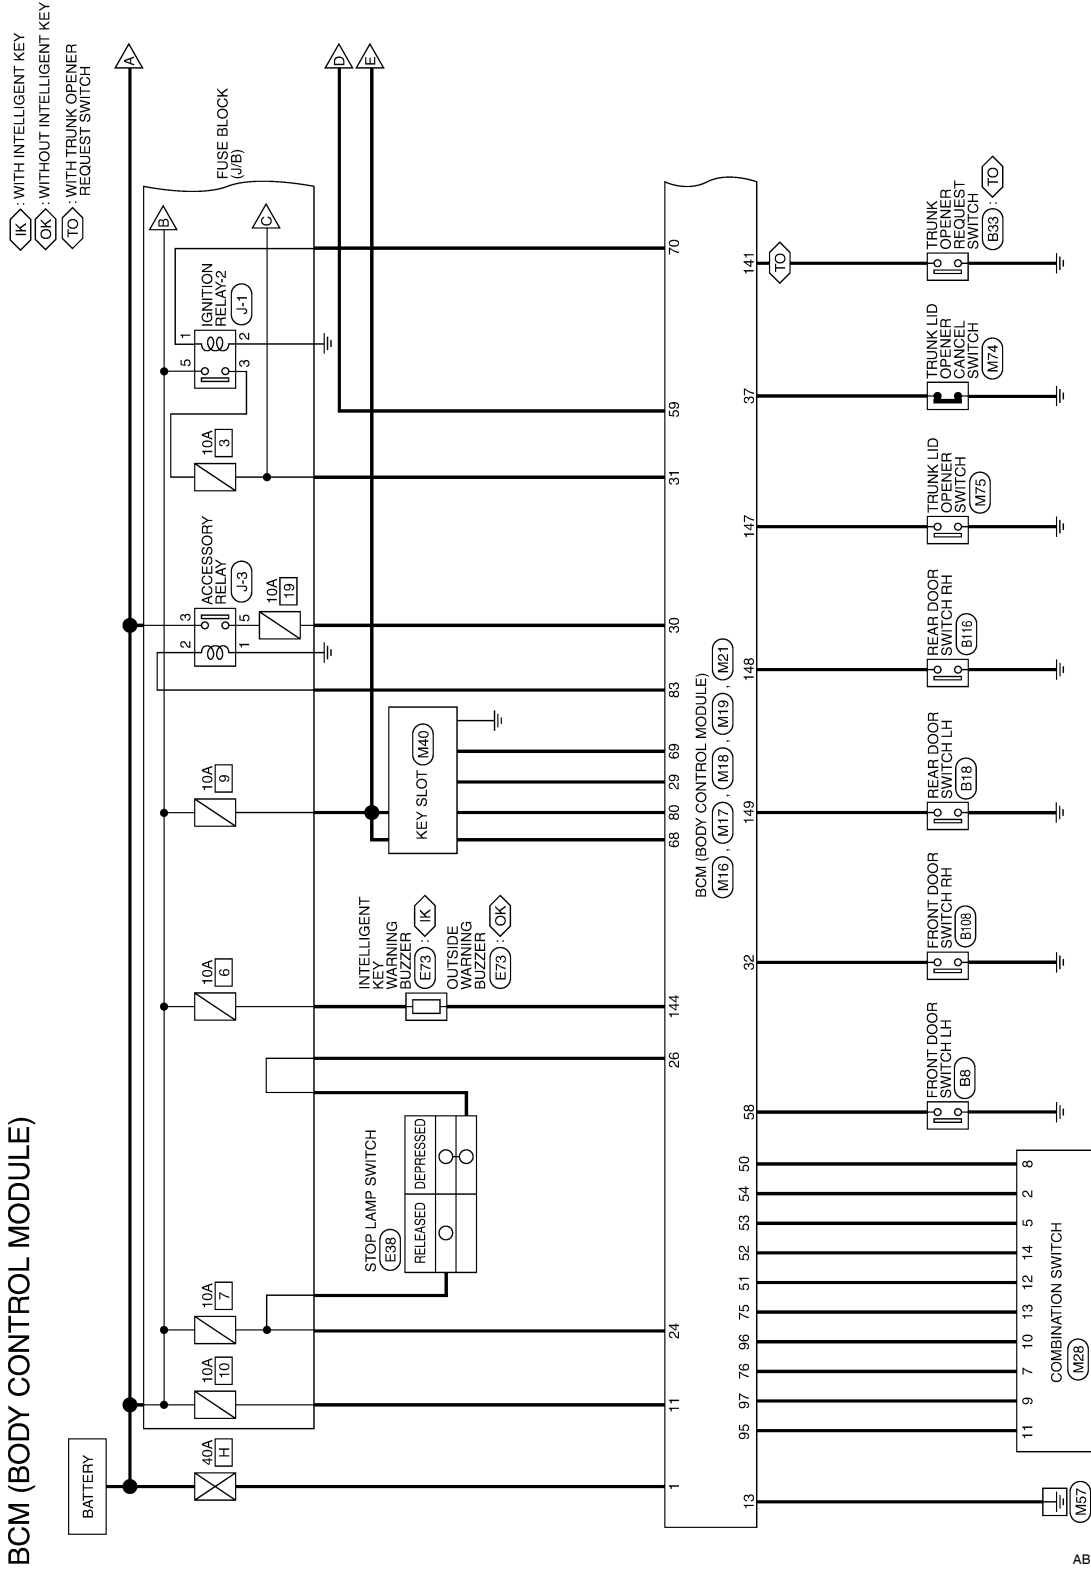 BCM (BODY CONTROL MODULE)
IK : WITH INTELLIGENT KEY
OK : WITHOUT INTELLIGENT KEY
TO : WITH TRUNK OPENER
REQUEST SWITCH
BATTERY
A
40A
H
10A
10
10A
7
10A
6
10A
9
ACCESSORY
RELAY
J-3
2
3
1
5
10A
19
10A
3
IGNITION
RELAY-2
J-1
5
1
3
2
B
C
FUSE BLOCK
(J/B)
D
E
STOP LAMP SWITCH
E38
RELEASED
DEPRESSED
INTELLIGENT
KEY
WARNING
BUZZER
E73 : IK
OUTSIDE
WARNING
BUZZER
E73 : OK
KEY SLOT
M40
1
11
24
26
144
68
80
29
69
83
30
31
59
70
BCM (BODY CONTROL MODULE)
M16 , M17 , M18 , M19 , M21
13
95
97
76
96
75
51
52
53
54
50
58
32
149
148
147
37
141
TO
11
9
7
10
13
12
14
5
2
8
M57
COMBINATION SWITCH
M28
FRONT DOOR
SWITCH LH
B8
FRONT DOOR
SWITCH RH
B108
REAR DOOR
SWITCH LH
B18
REAR DOOR
SWITCH RH
B116
TRUNK LID
OPENER
SWITCH
M75
TRUNK LID
OPENER
CANCEL
SWITCH
M74
TRUNK
OPENER
REQUEST
SWITCH
B33 : TO
AB